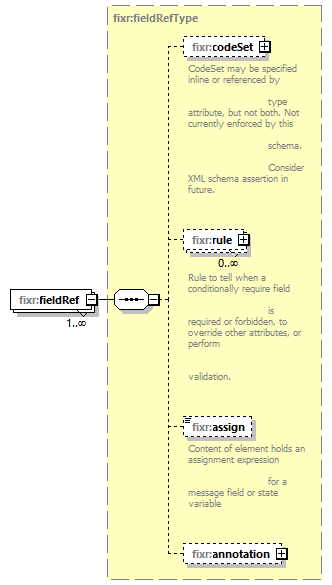 fixr:fieldRefType
fixr:codeSet
CodeSet may be specified
inline or referenced by
type
attribute, but not both. Not
currently enforced by this
schema.
Consider
XML schema assertion in
future.
fixr:rule
0..∞
Rule to tell when a
conditionally require field
is
required or forbidden, to
override other attributes, or
perform
validation.
fixr:fieldRef
1..∞
fixr:assign
Content of element holds an
assignment expression
for a
message field or state
variable
fixr:annotation